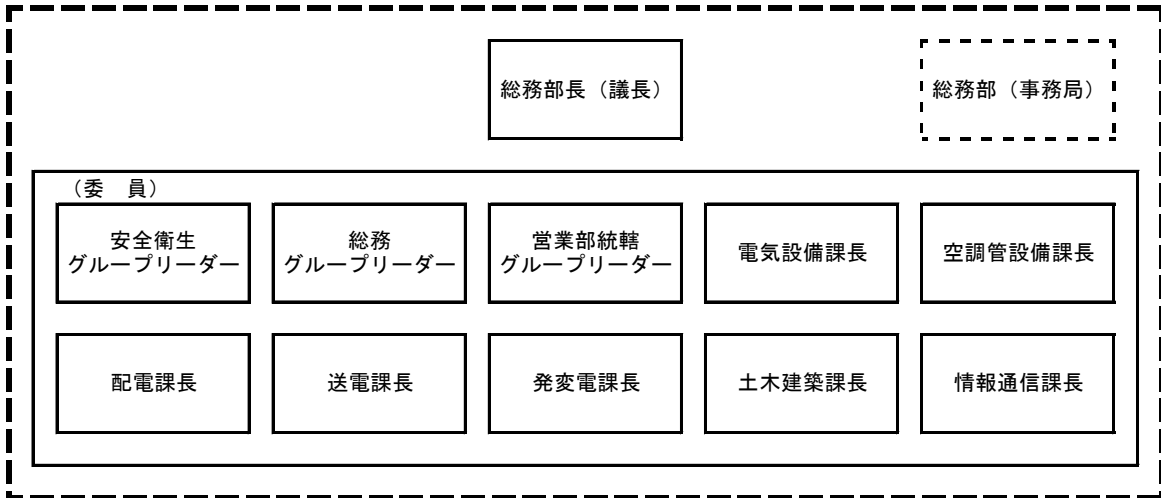 総務部長（議長）
総務部（事務局）
（委　員）
安全衛生
グループリーダー
総務
グループリーダー
営業部統轄
グループリーダー
電気設備課長
空調管設備課長
配電課長
送電課長
発変電課長
土木建築課長
情報通信課長